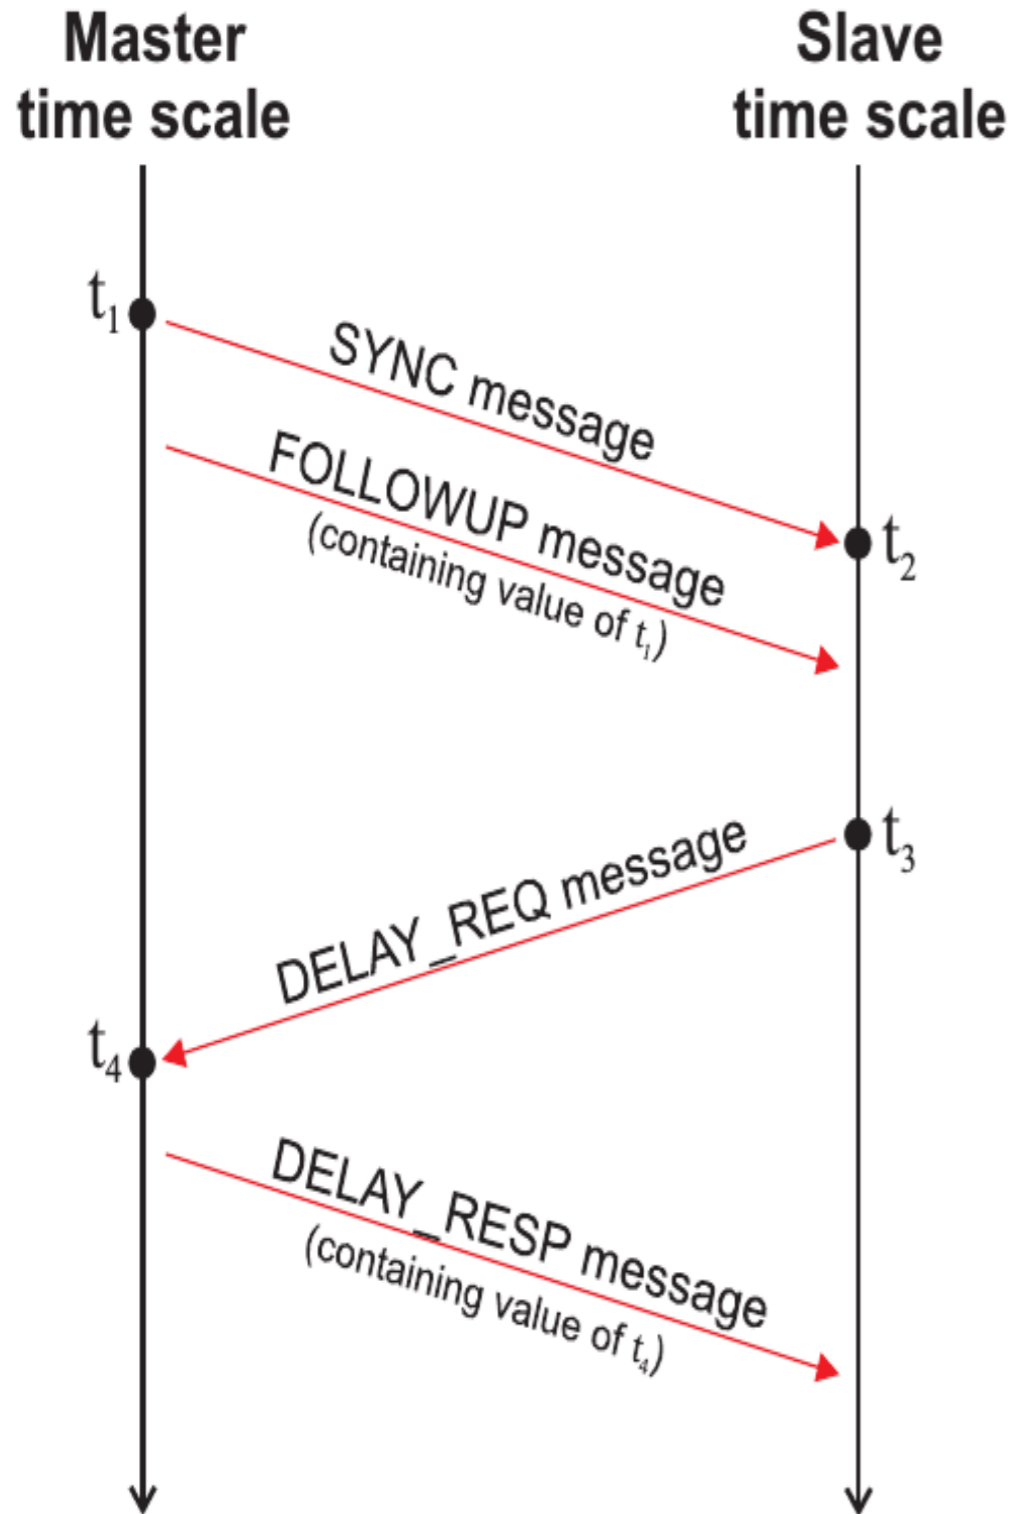 Master
time scale
Slave
time scale
t1
SYNC message
FOLLOWUP message
(containing value of t1)
t2
t3
DELAY_REQ message
t4
DELAY_RESP message
(containing value of t4)